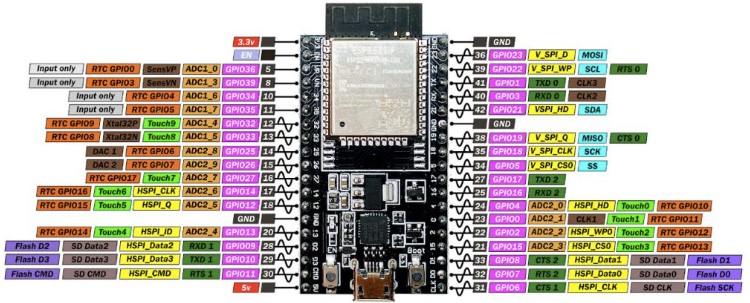 3.3v
EN
Input only RTC GPIO0 SensVP ADC1_0 GPIO36 5
Input only RTC GPIO3 SensVN ADC1_3 GPIO39 8
Input only RTC GPIO4 ADC1_6 GPIO34 10
Input only RTC GPIO5 ADC1_7 GPIO35 11
RTC GPIO9 Xtal32P Touch9 ADC1_4 GPIO32 12
RTC GPIO8 Xtal32N Touch8 ADC1_5 GPIO33 13
DAC 1 RTC GPIO6 ADC2_8 GPIO25 14
DAC 2 RTC GPIO7 ADC2_9 GPIO26 15
RTC GPIO17 Touch7 ADC2_7 GPIO27 16
RTC GPIO16 Touch6 HSPI_CLK ADC2_6 GPIO14 17
RTC GPIO15 Touch5 HSPI_Q ADC2_5 GPIO12 18
GND
RTC GPIO14 Touch4 HSPI_ID ADC2_4 GPIO13 20
Flash D2 SD Data2 HSPI_Data2 RXD 1 GPIO09 28
Flash D3 SD Data3 HSPI_Data3 TXD 1 GPIO10 29
Flash CMD SD CMD HSPI_CMD RTS 1 GPIO11 30
5v
GND
36 GPIO23 V_SPI_D MOSI
39 GPIO22 V_SPI_WP SCL RTS 0
41 GPIO1 TXD 0 CLK3
40 GPIO3 RXD 0 CLK2
42 GPIO21 VSPI_HD SDA
GND
38 GPIO19 V_SPI_Q MISO CTS 0
35 GPIO18 V_SPI_CLK SCK
34 GPIO5 V_SPI_CS0 SS
27 GPIO17 TXD 2
25 GPIO16 RXD 2
24 GPIO4 ADC2_0 HSPI_HD Touch0 RTC GPIO10
23 GPIO0 ADC2_1 CLK1 Touch1 RTC GPIO11
22 GPIO2 ADC2_2 HSPI_WP0 Touch2 RTC GPIO12
21 GPIO15 ADC2_3 HSPI_CS0 Touch3 RTC GPIO13
33 GPIO8 CTS 2 HSPI_Data1 SD Data1 Flash D1
32 GPIO7 RTS 2 HSPI_Data0 SD Data0 Flash D0
31 GPIO6 CTS 1 HSPI_CLK SD CLK Flash SCK
EN
Boot